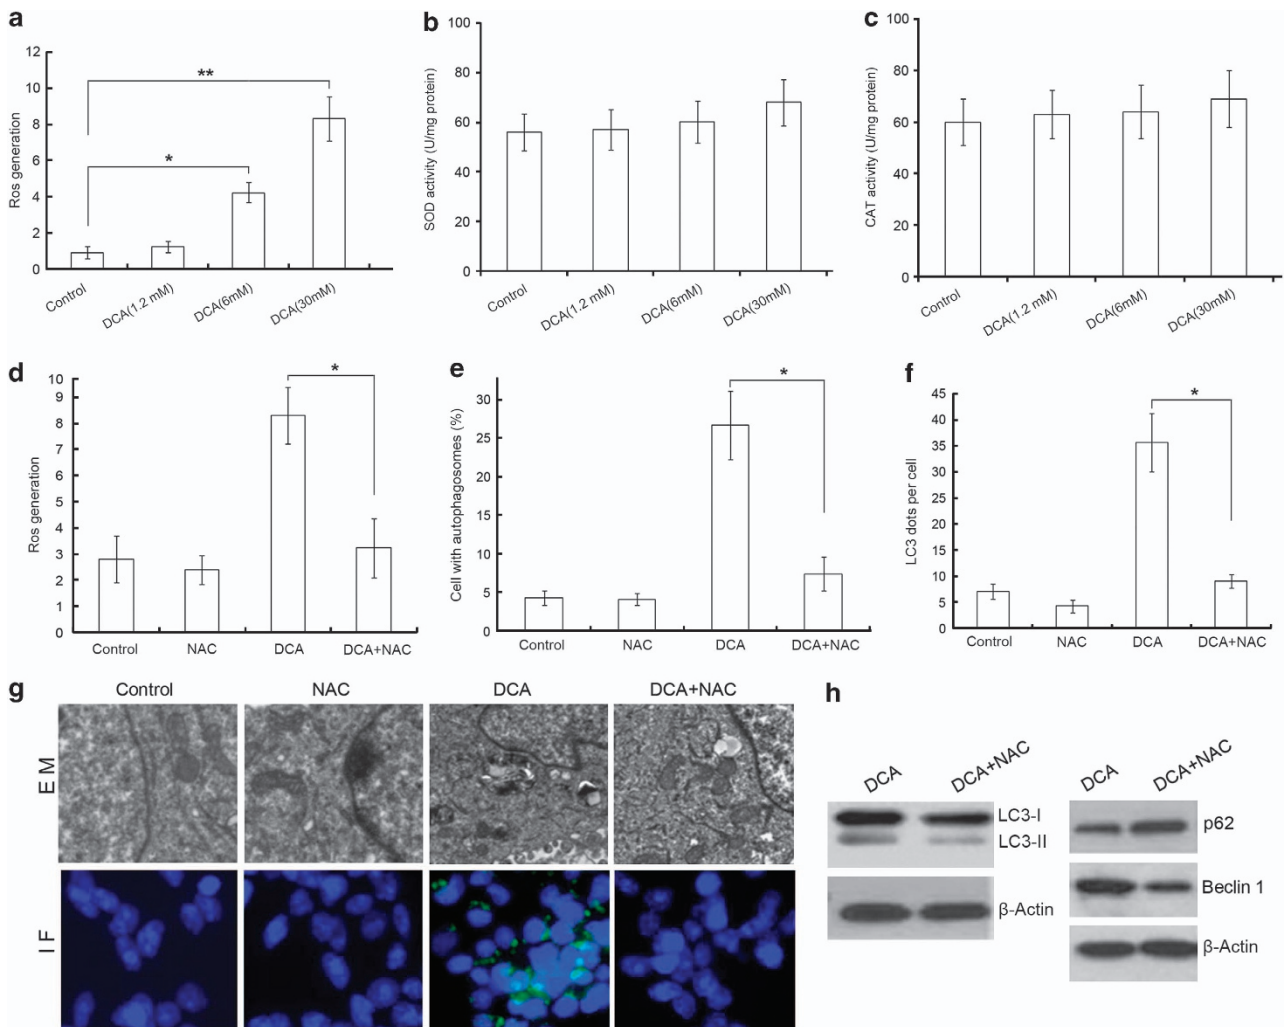 a
Ros generation
12
10
8
6
4
2
0
**
*
Control
DCA(1.2 mM)
DCA(6mM)
DCA(30mM)
b
SOD activity (U/mg protein)
100
80
60
40
20
0
Control
DCA(1.2 mM)
DCA(6mM)
DCA(30mM)
c
CAT activity (U/mg protein)
100
80
60
40
20
0
Control
DCA(1.2 mM)
DCA(6mM)
DCA(30mM)
d
Ros generation
10
9
8
7
6
5
4
3
2
1
0
*
Control
NAC
DCA
DCA+NAC
e
Cell with autophagosomes (%)
30
25
20
15
10
5
0
*
Control
NAC
DCA
DCA+NAC
f
LC3 dots per cell
45
40
35
30
25
20
15
10
5
0
*
Control
NAC
DCA
DCA+NAC
g
Control
NAC
DCA
DCA+NAC
EM
IF
h
DCA
DCA+NAC
LC3-I
LC3-II
β-Actin
DCA
DCA+NAC
p62
Beclin 1
β-Actin